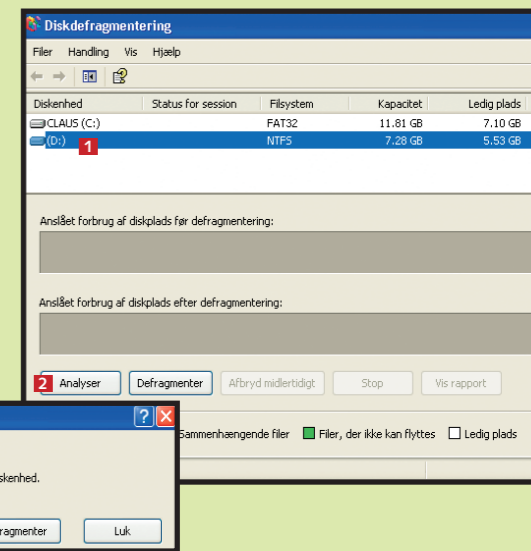 Diskdefragmentering
Filer Handling Vis Hjælp
Diskenhed Status for session Filsystem Kapacitet Ledig plads
CLAUS (C:) FAT32 11.81 GB 7.10 GB
(D:) 1 NTFS 7.28 GB 5.53 GB
Anslået forbrug af diskplads før defragmentering:
Anslået forbrug af diskplads efter defragmentering:
2 Analyser Defragmenter Afbryd midlertidigt Stop Vis rapport
Sammenhængende filer Filer, der ikke kan flyttes Ledig plads
skenhed.
ragmenter Luk